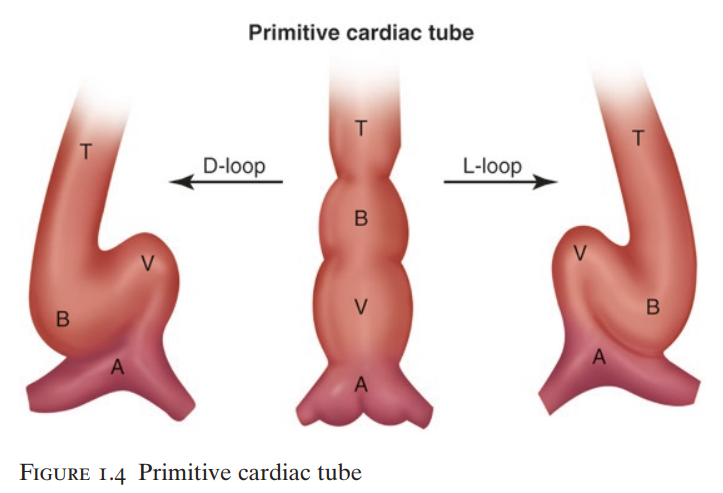 Primitive cardiac tube
T
B
V
A
D-loop
T
B
V
A
L-loop
T
V
B
A
FIGURE 1.4 Primitive cardiac tube